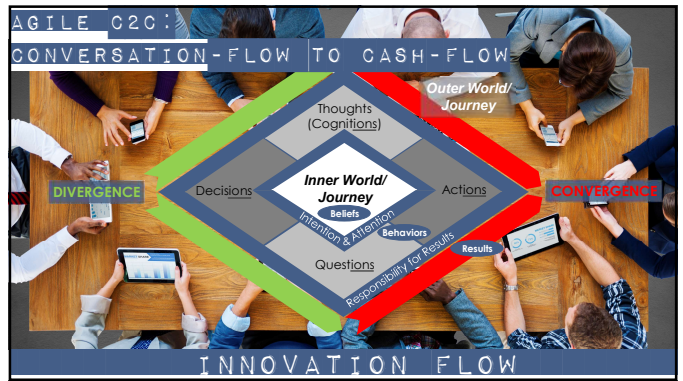 AGILE C2C:
CONVERSATION-FLOW TO CASH-FLOW
Outer World/
Journey
Thoughts
(Cognitions)
DIVERGENCE
Decisions
Inner World/
Journey
Beliefs
Intention & Attention
Behaviors
Actions
CONVERGENCE
Questions
Responsibility for Results
Results
INNOVATION FLOW